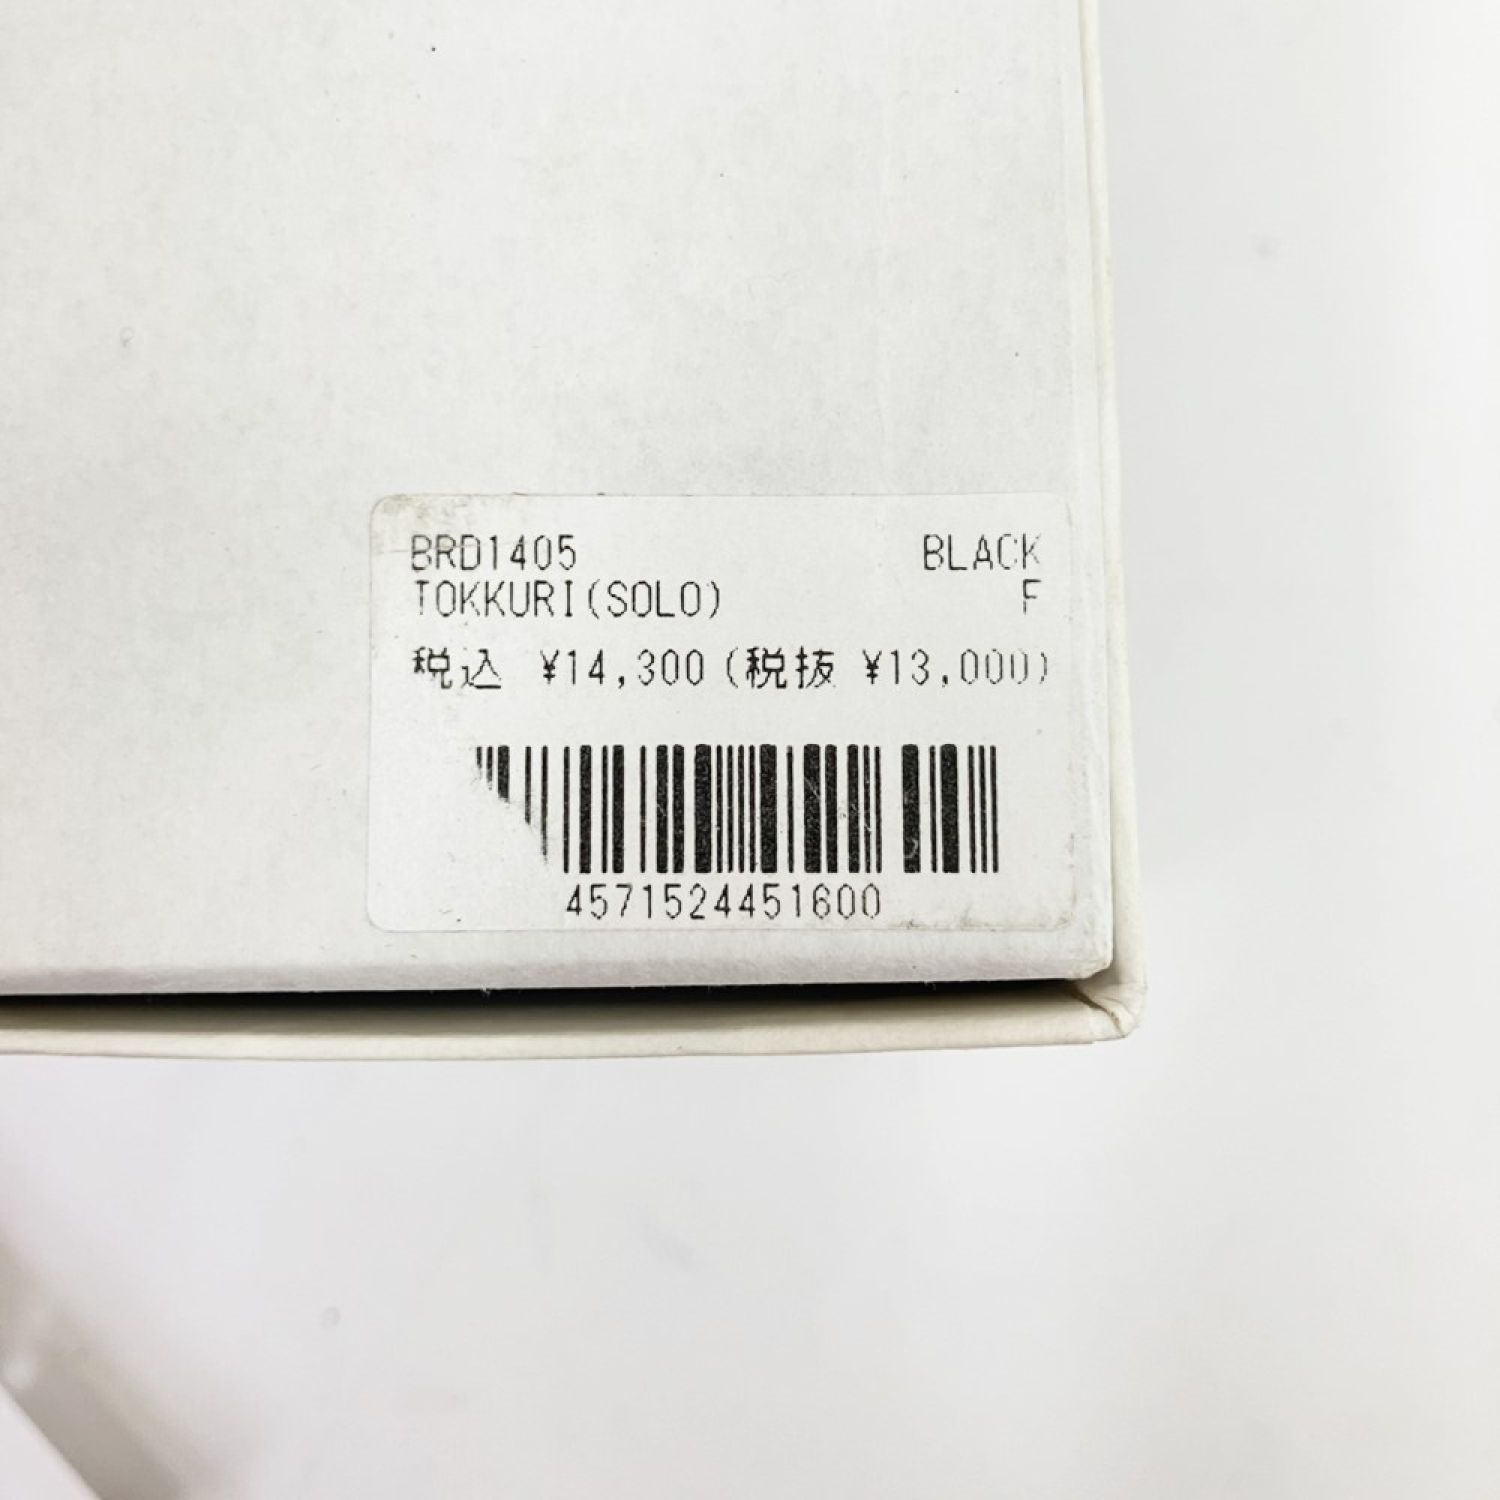 BRD1405 BLACK
TOKKURI(SOLO) F
税込 ¥14,300(税抜 ¥13,000)
4571524451600